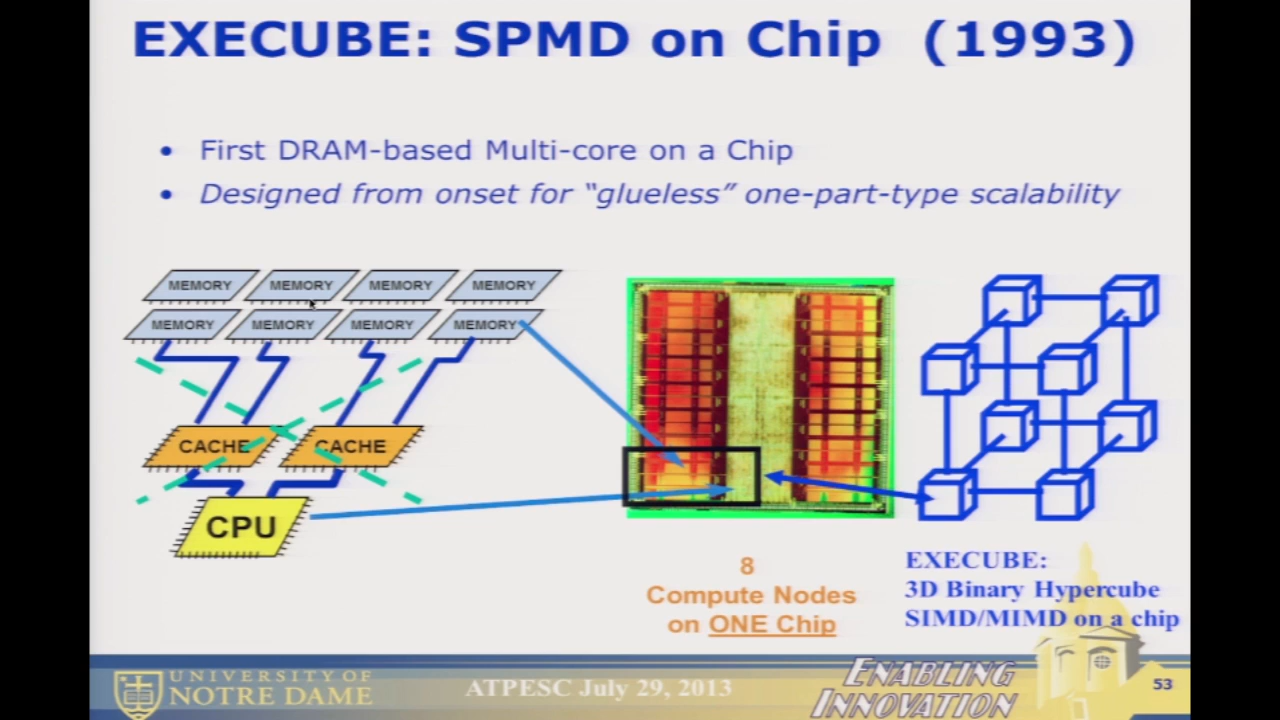 EXECUBE: SPMD on Chip (1993)
• First DRAM-based Multi-core on a Chip
• Designed from onset for “glueless” one-part-type scalability
MEMORY MEMORY MEMORY MEMORY
MEMORY MEMORY MEMORY MEMORY
CACHE CACHE
CPU
8
Compute Nodes
on ONE Chip
EXECUBE:
3D Binary Hypercube
SIMD/MIMD on a chip
UNIVERSITY OF
NOTRE DAME
ATPESC July 29, 2013
ENABLING
INNOVATION
53